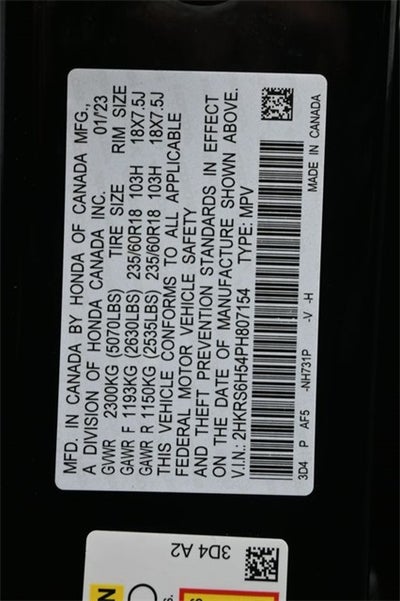 MFD. IN CANADA BY HONDA OF CANADA MFG.,
A DIVISION OF HONDA CANADA INC. 01/23
GVWR 2300KG (5070LBS) TIRE SIZE RIM SIZE
GAWR F 1193KG (2630LBS) 235/60R18 103H 18X7.5J
GAWR R 1150KG (2535LBS) 235/60R18 103H 18X7.5J
THIS VEHICLE CONFORMS TO ALL APPLICABLE
FEDERAL MOTOR VEHICLE SAFETY
AND THEFT PREVENTION STANDARDS IN EFFECT
ON THE DATE OF MANUFACTURE SHOWN ABOVE.
V.I.N.: 2HKRS6H54PH807154 TYPE: MPV
3D4 P AF5 -NH731P -V -H MADE IN CANADA
3D4 A2